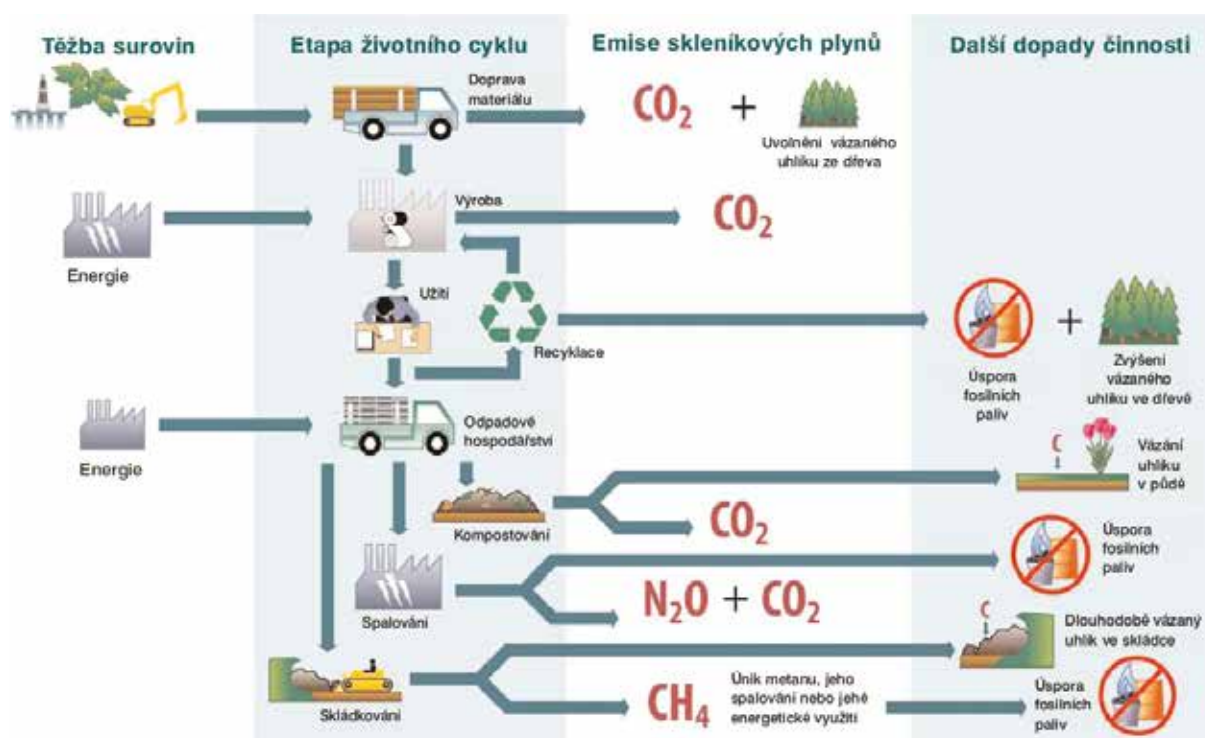 Těžba surovin
Etapa životního cyklu
Emise skleníkových plynů
Další dopady činnosti
Doprava
materiálu
CO2
+
Uvolnění vázaného
uhlíku ze dřeva
Výroba
CO2
Energie
Užití
Recyklace
+
Úspora
fosilních
paliv
Zvýšení
vázaného
uhlíku ve dřevě
Odpadové
hospodářství
Energie
C
Vázání
uhlíku
v půdě
Kompostování
CO2
Úspora
fosilních
paliv
Spalování
N2O + CO2
C
Dlouhodobě vázaný
uhlík ve skládce
Skládkování
CH4
Únik metanu, jeho
spalování nebo jehé
energetické využití
Úspora
fosilních
paliv